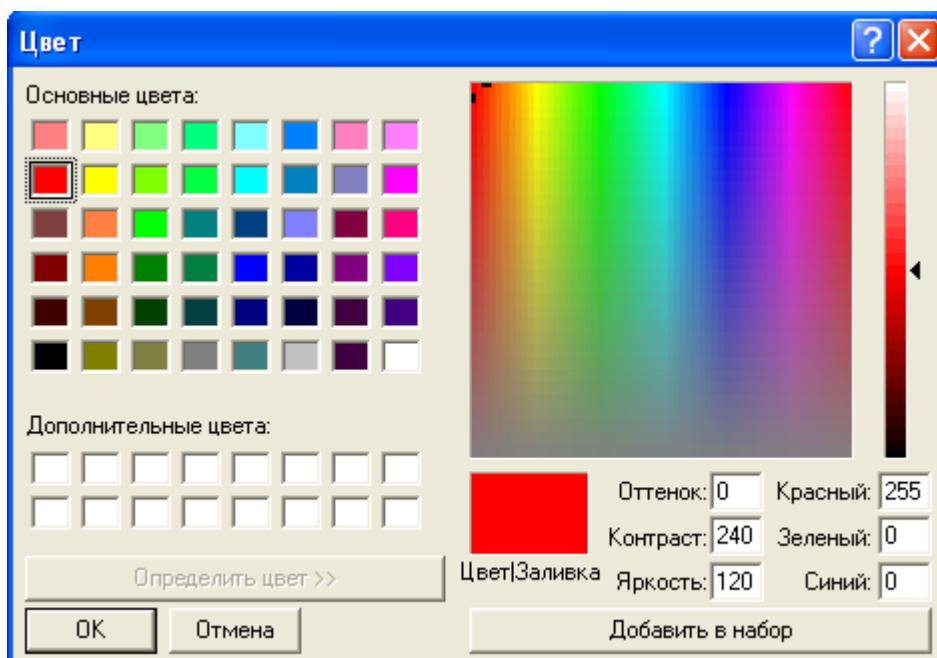 Цвет
Основные цвета:
Дополнительные цвета:
Определить цвет >>
OK
Отмена
Цвет|Заливка
Оттенок: 0
Контраст: 240
Яркость: 120
Красный: 255
Зеленый: 0
Синий: 0
Добавить в набор